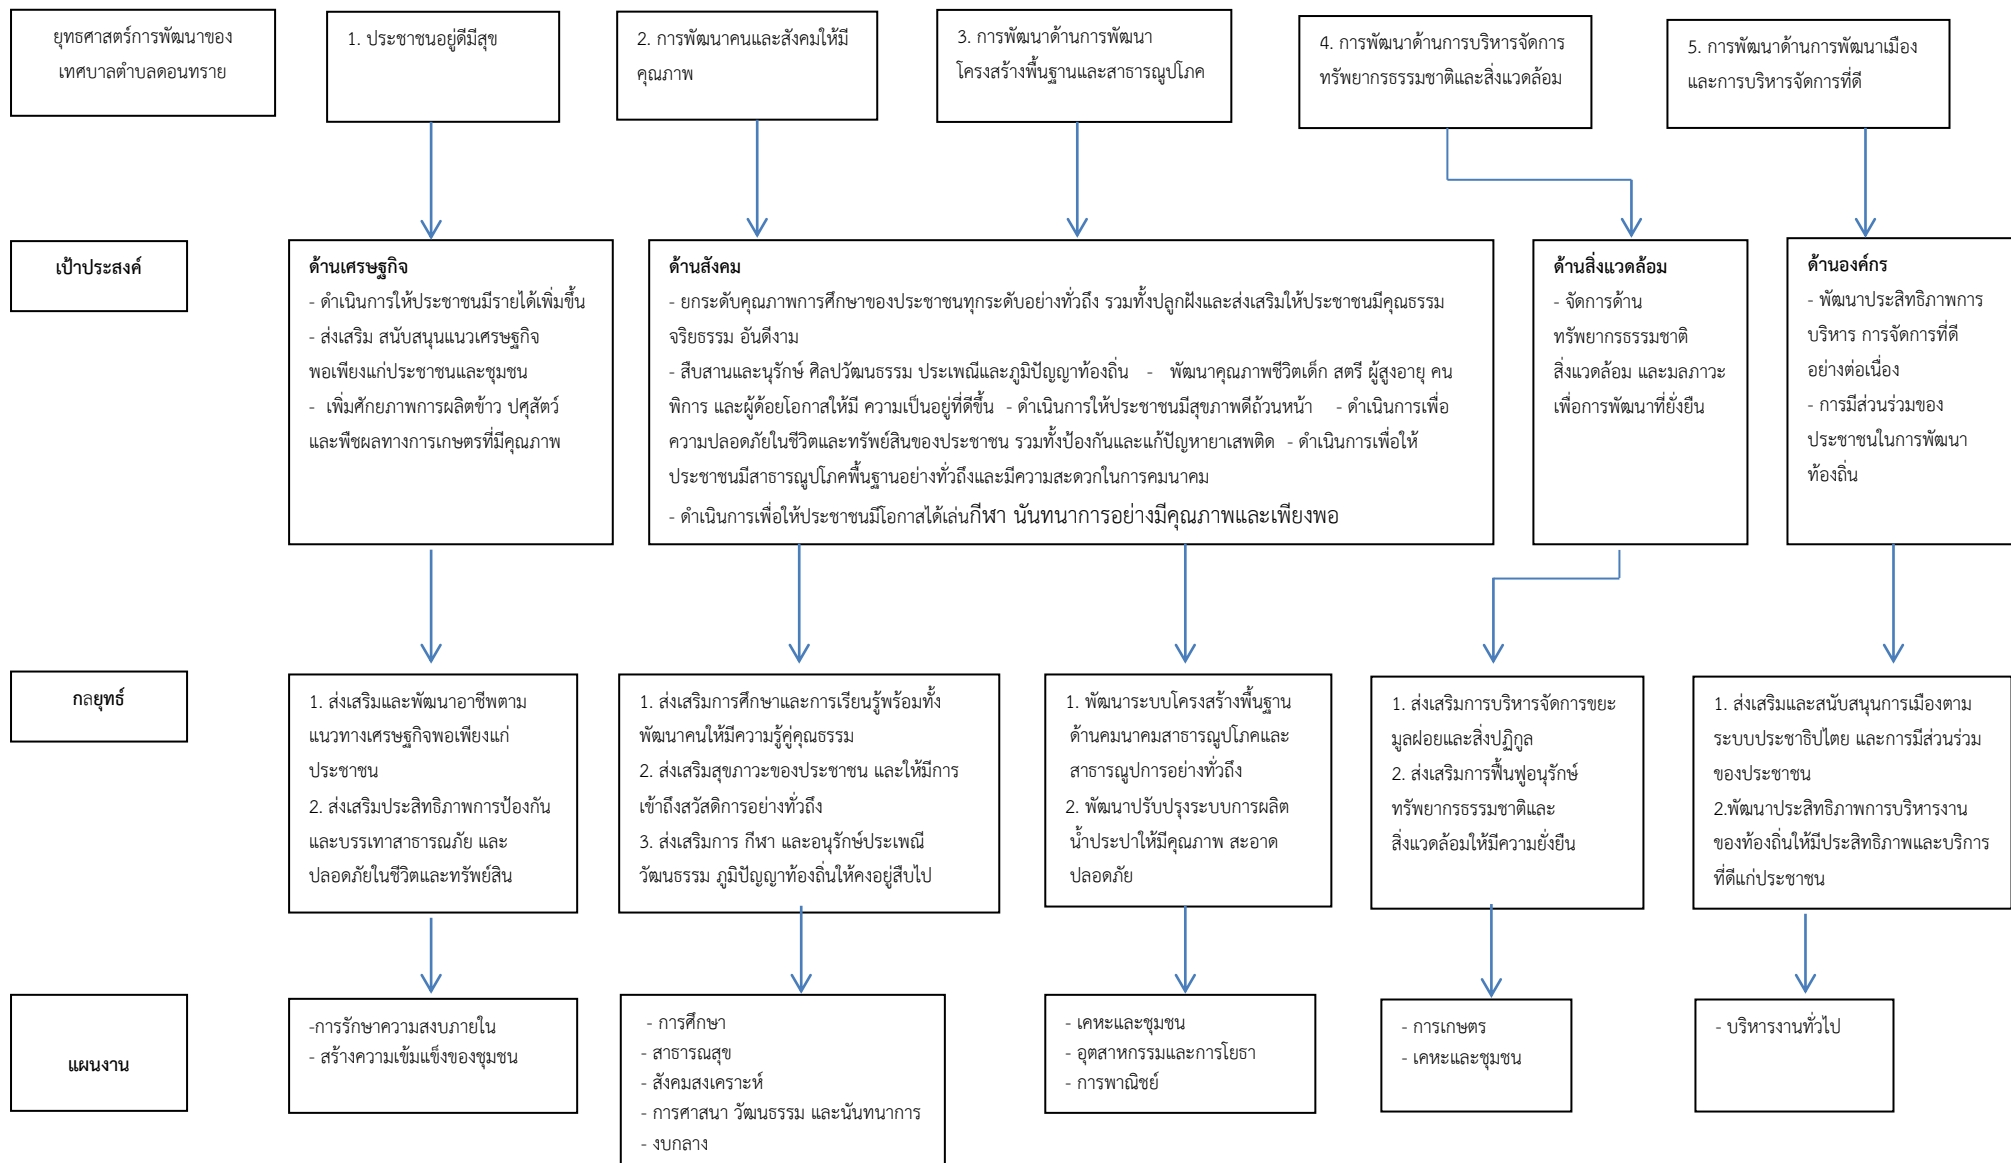 ยุทธศาสตร์การพัฒนาของ
เทศบาลตำบลดอนทราย
1. ประชาชนอยู่ดีมีสุข
2. การพัฒนาคนและสังคมให้มี
คุณภาพ
3. การพัฒนาด้านการพัฒนา
โครงสร้างพื้นฐานและสาธารณูปโภค
4. การพัฒนาด้านการบริหารจัดการ
ทรัพยากรธรรมชาติและสิ่งแวดล้อม
5. การพัฒนาด้านการพัฒนาเมือง
และการบริหารจัดการที่ดี
เป้าประสงค์
ด้านเศรษฐกิจ
- ดำเนินการให้ประชาชนมีรายได้เพิ่มขึ้น
- ส่งเสริม สนับสนุนแนวเศรษฐกิจ
พอเพียงแก่ประชาชนและชุมชน
- เพิ่มศักยภาพการผลิตข้าว ปศุสัตว์
และพืชผลทางการเกษตรที่มีคุณภาพ
ด้านสังคม
- ยกระดับคุณภาพการศึกษาของประชาชนทุกระดับอย่างทั่วถึง รวมทั้งปลูกฝังและส่งเสริมให้ประชาชนมีคุณธรรม
จริยธรรม อันดีงาม
- สืบสานและนุรักษ์ ศิลปวัฒนธรรม ประเพณีและภูมิปัญญาท้องถิ่น - พัฒนาคุณภาพชีวิตเด็ก สตรี ผู้สูงอายุ คน
พิการ และผู้ด้อยโอกาสให้มี ความเป็นอยู่ที่ดีขึ้น - ดำเนินการให้ประชาชนมีสุขภาพดีถ้วนหน้า - ดำเนินการเพื่อ
ความปลอดภัยในชีวิตและทรัพย์สินของประชาชน รวมทั้งป้องกันและแก้ปัญหายาเสพติด - ดำเนินการเพื่อให้
ประชาชนมีสาธารณูปโภคพื้นฐานอย่างทั่วถึงและมีความสะดวกในการคมนาคม
- ดำเนินการเพื่อให้ประชาชนมีโอกาสได้เล่นกีฬา นันทนาการอย่างมีคุณภาพและเพียงพอ
ด้านสิ่งแวดล้อม
- จัดการด้าน
ทรัพยากรธรรมชาติ
สิ่งแวดล้อม และมลภาวะ
เพื่อการพัฒนาที่ยั่งยืน
ด้านองค์กร
- พัฒนาประสิทธิภาพการ
บริหาร การจัดการที่ดี
อย่างต่อเนื่อง
- การมีส่วนร่วมของ
ประชาชนในการพัฒนา
ท้องถิ่น
กลยุทธ์
1. ส่งเสริมและพัฒนาอาชีพตาม
แนวทางเศรษฐกิจพอเพียงแก่
ประชาชน
2. ส่งเสริมประสิทธิภาพการป้องกัน
และบรรเทาสาธารณภัย และ
ปลอดภัยในชีวิตและทรัพย์สิน
1. ส่งเสริมการศึกษาและการเรียนรู้พร้อมทั้ง
พัฒนาคนให้มีความรู้คู่คุณธรรม
2. ส่งเสริมสุขภาวะของประชาชน และให้มีการ
เข้าถึงสวัสดิการอย่างทั่วถึง
3. ส่งเสริมการ กีฬา และอนุรักษ์ประเพณี
วัฒนธรรม ภูมิปัญญาท้องถิ่นให้คงอยู่สืบไป
1. พัฒนาระบบโครงสร้างพื้นฐาน
ด้านคมนาคมสาธารณูปโภคและ
สาธารณูปการอย่างทั่วถึง
2. พัฒนาปรับปรุงระบบการผลิต
น้ำประปาให้มีคุณภาพ สะอาด
ปลอดภัย
1. ส่งเสริมการบริหารจัดการขยะ
มูลฝอยและสิ่งปฏิกูล
2. ส่งเสริมการฟื้นฟูอนุรักษ์
ทรัพยากรธรรมชาติและ
สิ่งแวดล้อมให้มีความยั่งยืน
1. ส่งเสริมและสนับสนุนการเมืองตาม
ระบบประชาธิปไตย และการมีส่วนร่วม
ของประชาชน
2.พัฒนาประสิทธิภาพการบริหารงาน
ของท้องถิ่นให้มีประสิทธิภาพและบริการ
ที่ดีแก่ประชาชน
แผนงาน
-การรักษาความสงบภายใน
- สร้างความเข้มแข็งของชุมชน
- การศึกษา
- สาธารณสุข
- สังคมสงเคราะห์
- การศาสนา วัฒนธรรม และนันทนาการ
- งบกลาง
- เคหะและชุมชน
- อุตสาหกรรมและการโยธา
- การพาณิชย์
- การเกษตร
- เคหะและชุมชน
- บริหารงานทั่วไป